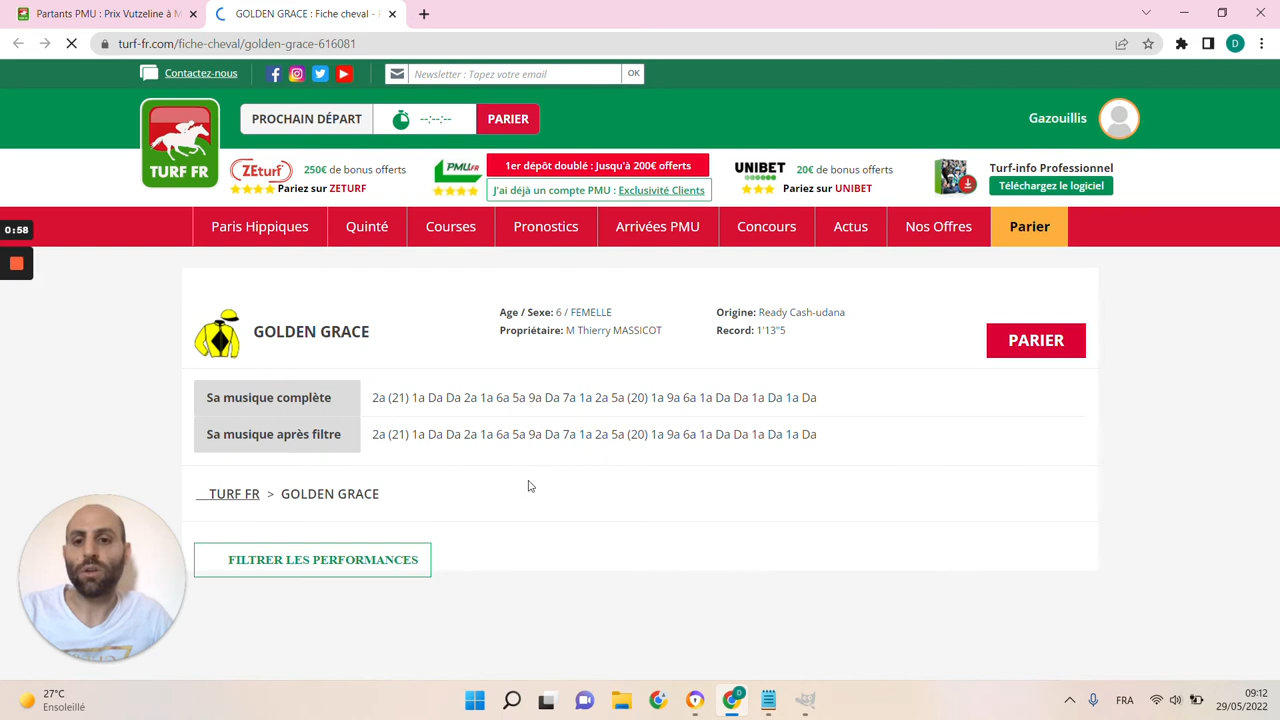 Partants PMU : Prix Vutzeline à M
GOLDEN GRACE : Fiche cheval -
turf-fr.com/fiche-cheval/golden-grace-616081
D
Contactez-nous
Newsletter : Tapez votre email
OK
TURF FR
PROCHAIN DÉPART
--:--:--
PARIER
Gazouillis
ZEturf
250€ de bonus offerts
Pariez sur ZETURF
PMU.FR
1er dépôt doublé : Jusqu'à 200€ offerts
J'ai déjà un compte PMU : Exclusivité Clients
UNIBET
20€ de bonus offerts
Pariez sur UNIBET
Turf-info Professionnel
Téléchargez le logiciel
0:58
Paris Hippiques
Quinté
Courses
Pronostics
Arrivées PMU
Concours
Actus
Nos Offres
Parier
GOLDEN GRACE
Age / Sexe: 6 / FEMELLE
Propriétaire: M Thierry MASSICOT
Origine: Ready Cash-udana
Record: 1'13"5
PARIER
Sa musique complète
2a (21) 1a Da Da 2a 1a 6a 5a 9a Da 7a 1a 2a 5a (20) 1a 9a 6a 1a Da Da 1a Da 1a Da
Sa musique après filtre
2a (21) 1a Da Da 2a 1a 6a 5a 9a Da 7a 1a 2a 5a (20) 1a 9a 6a 1a Da Da 1a Da 1a Da
TURF FR > GOLDEN GRACE
FILTRER LES PERFORMANCES
27°C
Ensoleillé
D
FRA
09:12
29/05/2022